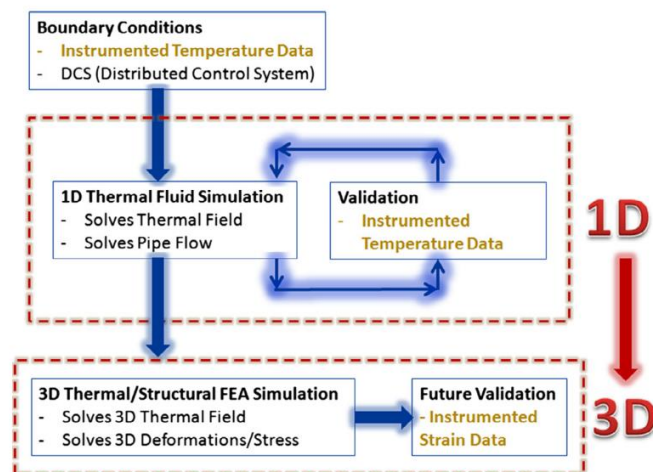 Boundary Conditions
- Instrumented Temperature Data
- DCS (Distributed Control System)
1D Thermal Fluid Simulation
- Solves Thermal Field
- Solves Pipe Flow
Validation
- Instrumented
Temperature Data
1D
3D Thermal/Structural FEA Simulation
- Solves 3D Thermal Field
- Solves 3D Deformations/Stress
Future Validation
- Instrumented
Strain Data
3D